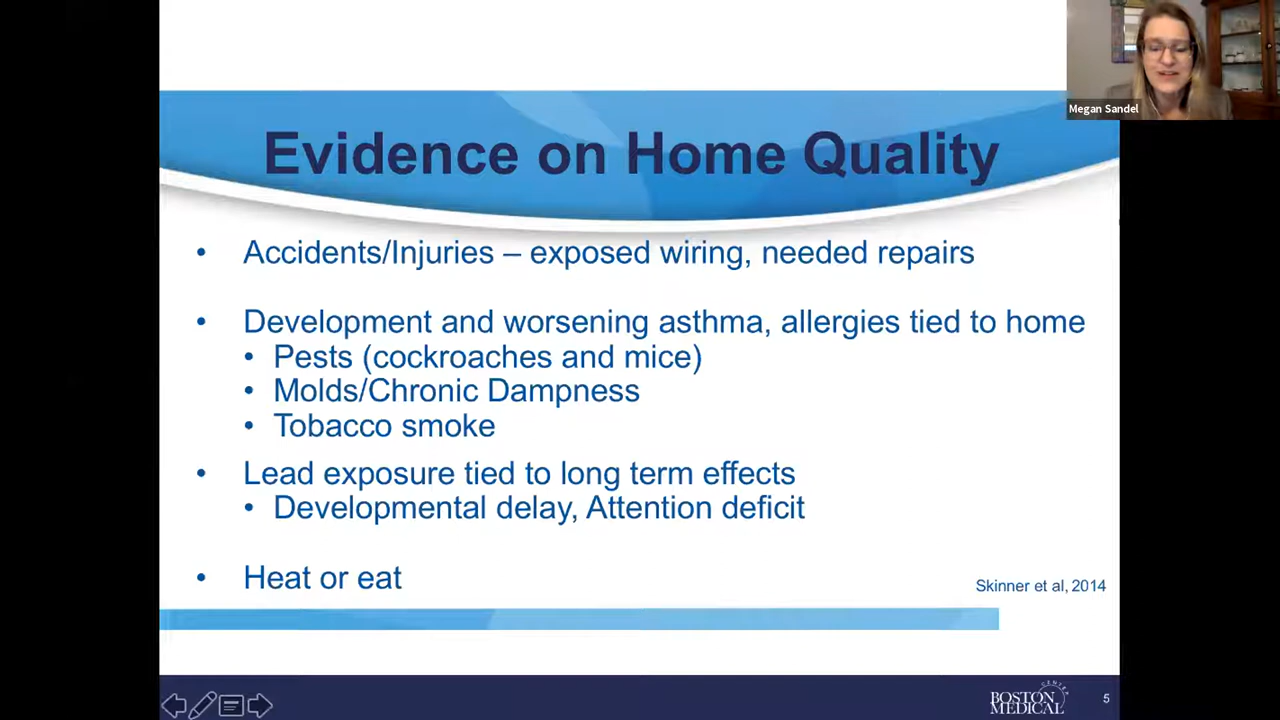 Megan Sandel
Evidence on Home Quality
• Accidents/Injuries – exposed wiring, needed repairs
• Development and worsening asthma, allergies tied to home
• Pests (cockroaches and mice)
• Molds/Chronic Dampness
• Tobacco smoke
• Lead exposure tied to long term effects
• Developmental delay, Attention deficit
• Heat or eat
Skinner et al, 2014
BOSTON
MEDICAL
CENTER
5